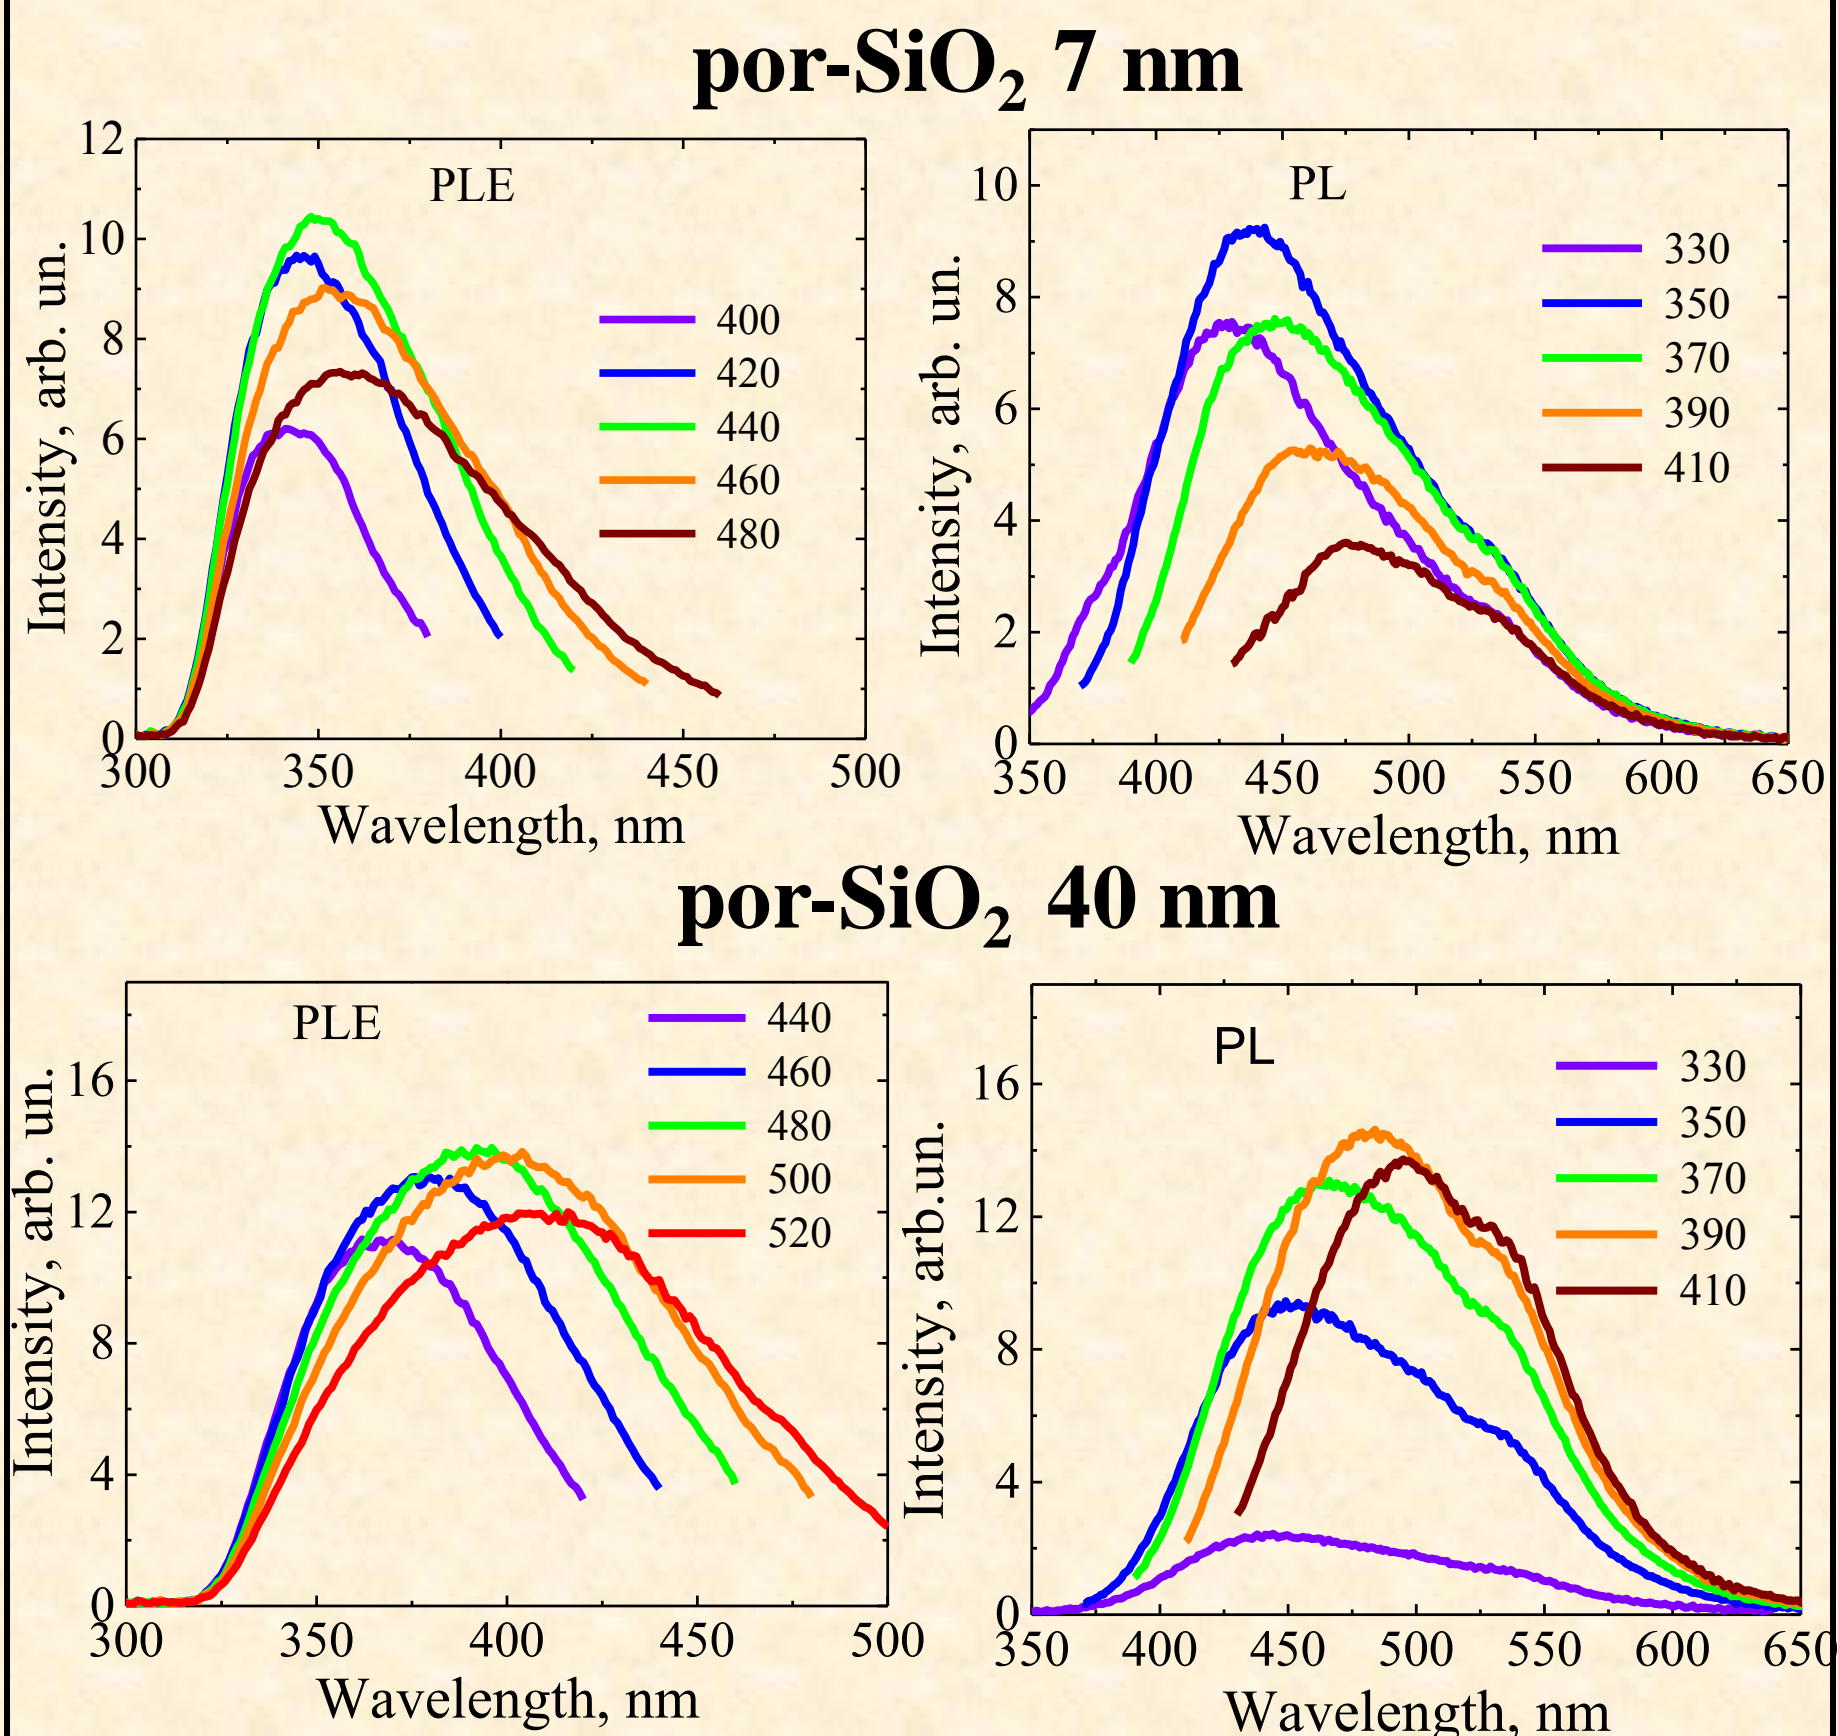 por-SiO₂ 7 nm
PLE
Intensity, arb. un.
12
10
8
6
4
2
0
300 350 400 450 500
Wavelength, nm
400
420
440
460
480
PL
Intensity, arb. un.
10
8
6
4
2
0
350 400 450 500 550 600 650
Wavelength, nm
330
350
370
390
410
por-SiO₂ 40 nm
PLE
Intensity, arb. un.
16
12
8
4
0
300 350 400 450 500
Wavelength, nm
440
460
480
500
520
PL
Intensity, arb.un.
16
12
8
4
0
350 400 450 500 550 600 650
Wavelength, nm
330
350
370
390
410